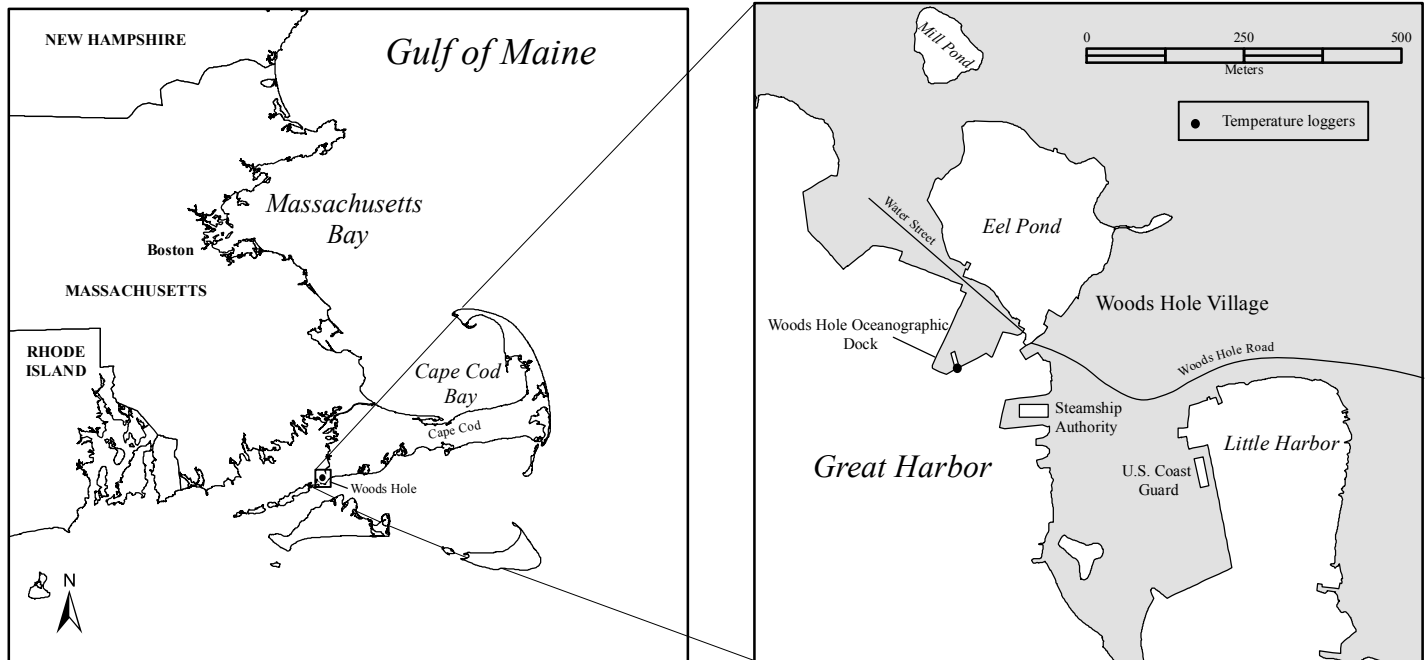 NEW HAMPSHIRE
Gulf of Maine
Massachusetts
Bay
Boston
MASSACHUSETTS
RHODE
ISLAND
Cape Cod
Bay
Cape Cod
Woods Hole
N
Mill Pond
0 250 500
Meters
Temperature loggers
Water Street
Eel Pond
Woods Hole Village
Woods Hole Oceanographic
Dock
Woods Hole Road
Steamship
Authority
Little Harbor
Great Harbor
U.S. Coast
Guard